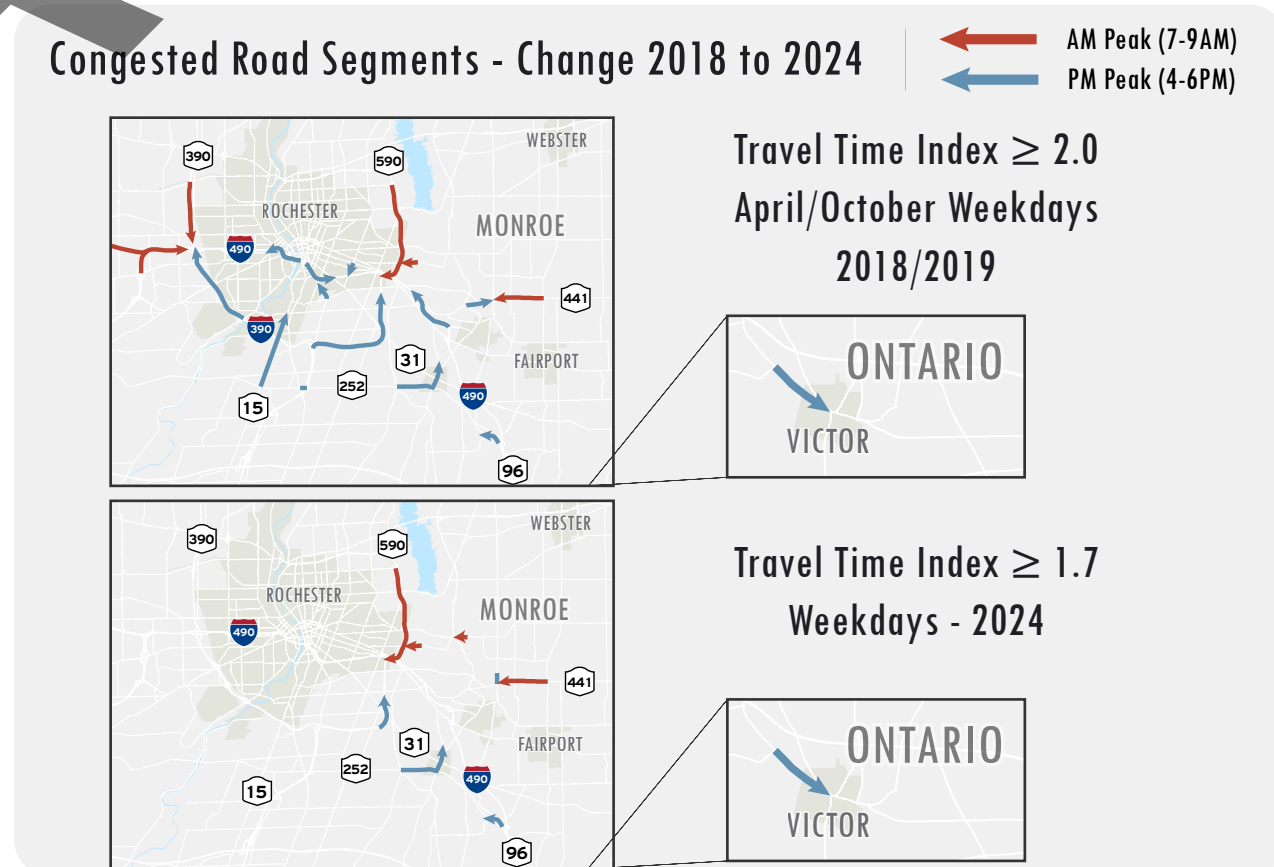 Congested Road Segments - Change 2018 to 2024
AM Peak (7-9AM)
PM Peak (4-6PM)
WEBSTER
390
590
ROCHESTER
MONROE
490
441
390
31
FAIRPORT
252
490
15
96
Travel Time Index ≥ 2.0
April/October Weekdays
2018/2019
ONTARIO
VICTOR
WEBSTER
390
590
ROCHESTER
MONROE
490
441
31
FAIRPORT
252
490
15
96
Travel Time Index ≥ 1.7
Weekdays - 2024
ONTARIO
VICTOR